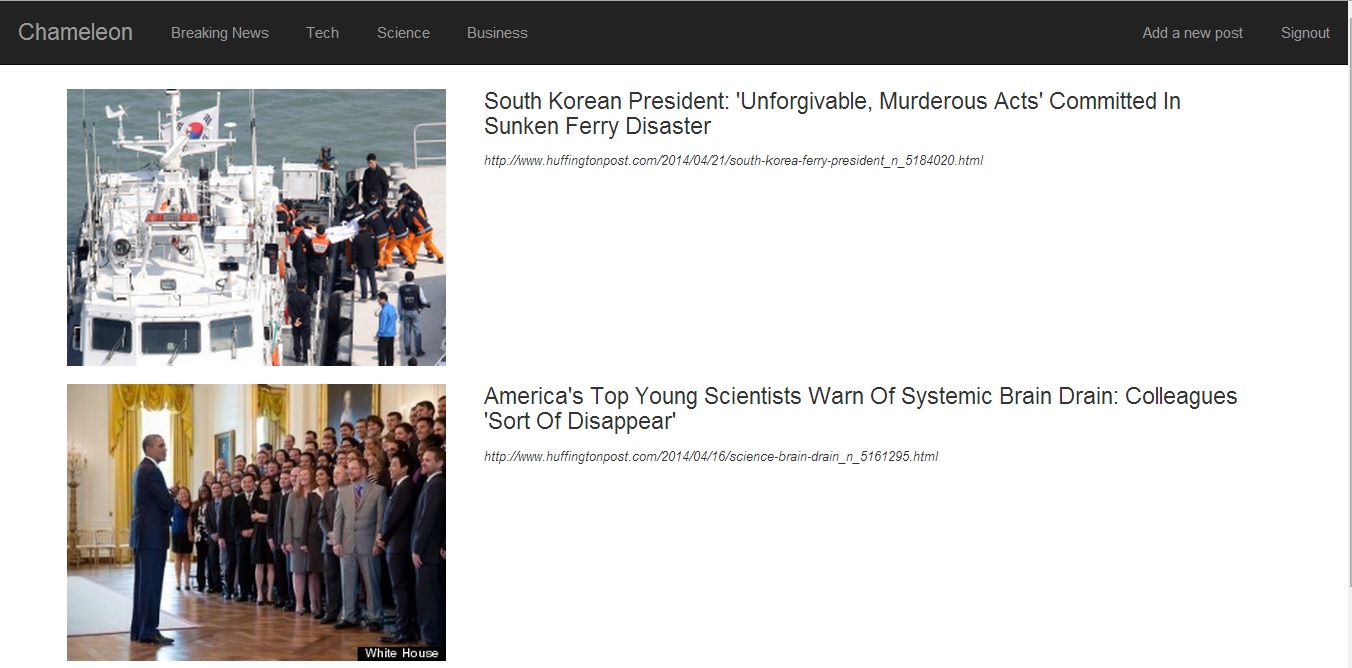 Chameleon Breaking News Tech Science Business Add a new post Signout
South Korean President: 'Unforgivable, Murderous Acts' Committed In
Sunken Ferry Disaster
http://www.huffingtonpost.com/2014/04/21/south-korea-ferry-president_n_5184020.html
America's Top Young Scientists Warn Of Systemic Brain Drain: Colleagues
'Sort Of Disappear'
http://www.huffingtonpost.com/2014/04/16/science-brain-drain_n_5161295.html
White House